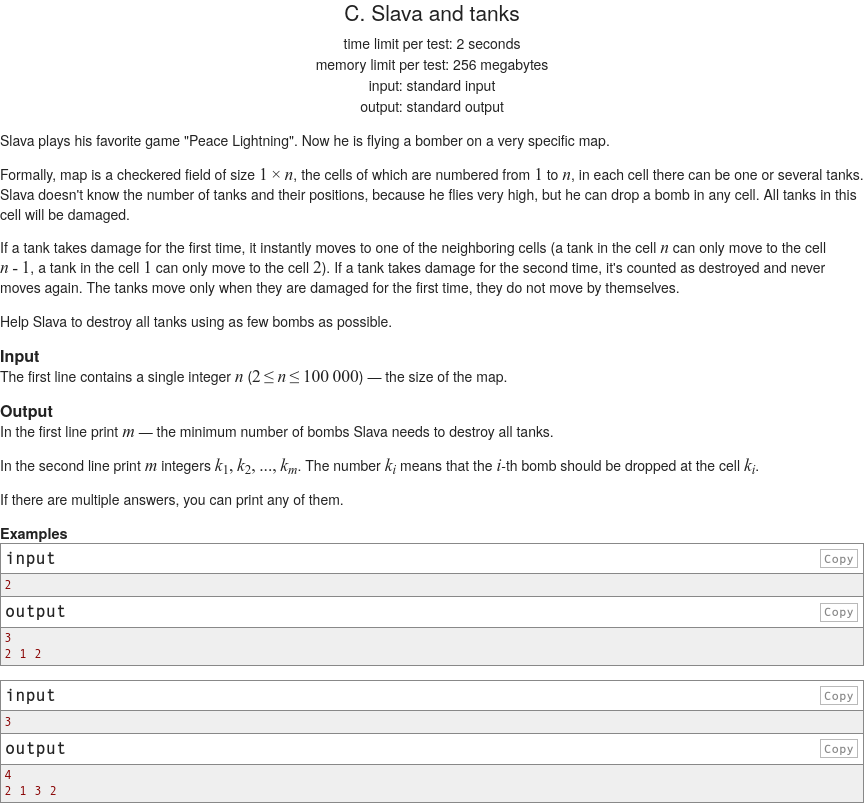 C. Slava and tanks
time limit per test: 2 seconds
memory limit per test: 256 megabytes
input: standard input
output: standard output
Slava plays his favorite game "Peace Lightning". Now he is flying a bomber on a very specific map.
Formally, map is a checkered field of size 1 × n, the cells of which are numbered from 1 to n, in each cell there can be one or several tanks.
Slava doesn't know the number of tanks and their positions, because he flies very high, but he can drop a bomb in any cell. All tanks in this
cell will be damaged.
If a tank takes damage for the first time, it instantly moves to one of the neighboring cells (a tank in the cell n can only move to the cell
n - 1, a tank in the cell 1 can only move to the cell 2). If a tank takes damage for the second time, it's counted as destroyed and never
moves again. The tanks move only when they are damaged for the first time, they do not move by themselves.
Help Slava to destroy all tanks using as few bombs as possible.
Input
The first line contains a single integer n (2 ≤ n ≤ 100 000) — the size of the map.
Output
In the first line print m — the minimum number of bombs Slava needs to destroy all tanks.
In the second line print m integers k1, k2, ..., km. The number ki means that the i-th bomb should be dropped at the cell ki.
If there are multiple answers, you can print any of them.
Examples
input Copy
2
output Copy
3
2 1 2
input Copy
3
output Copy
4
2 1 3 2